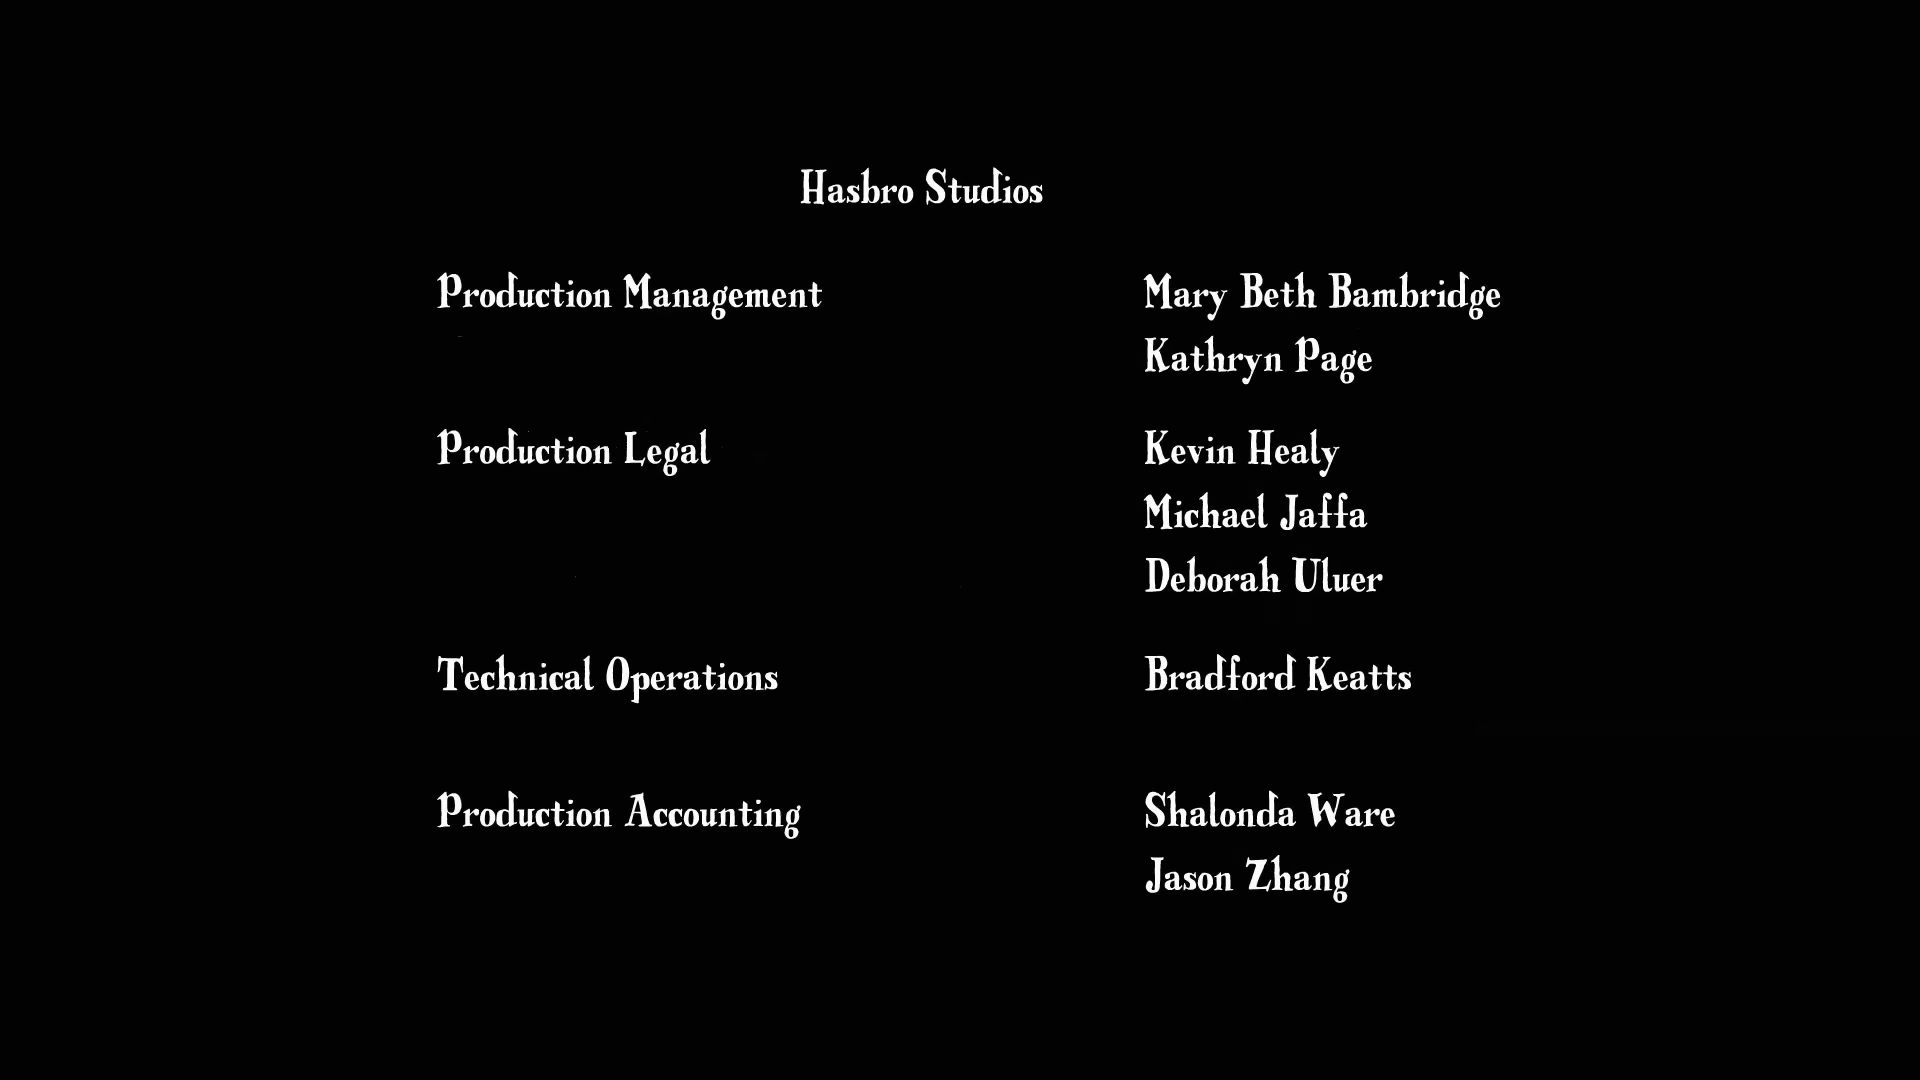 Hasbro Studios
Production Management Mary Beth Bambridge
Kathryn Page
Production Legal Kevin Healy
Michael Jaffa
Deborah Uluer
Technical Operations Bradford Keatts
Production Accounting Shalonda Ware
Jason Zhang